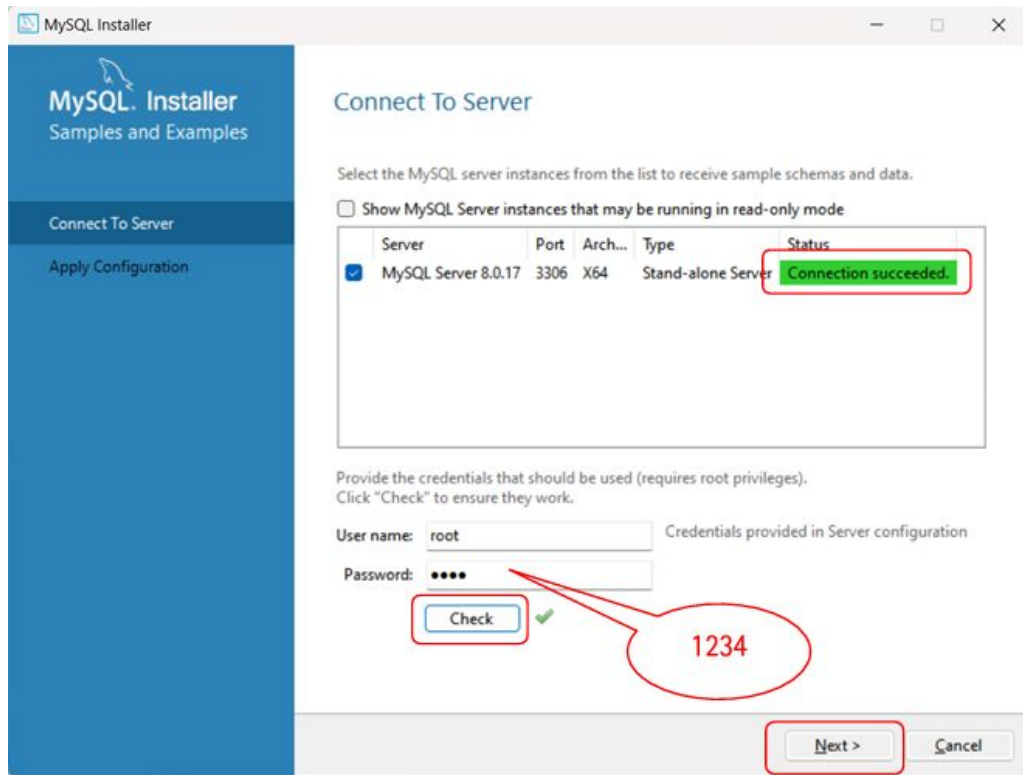 MySQL Installer
MySQL. Installer
Samples and Examples
Connect To Server
Apply Configuration
Connect To Server
Select the MySQL server instances from the list to receive sample schemas and data.
Show MySQL Server instances that may be running in read-only mode
Server Port Arch... Type Status
MySQL Server 8.0.17 3306 X64 Stand-alone Server Connection succeeded.
Provide the credentials that should be used (requires root privileges).
Click "Check" to ensure they work.
User name: root Credentials provided in Server configuration
Password: ●●●●
Check
1234
Next > Cancel